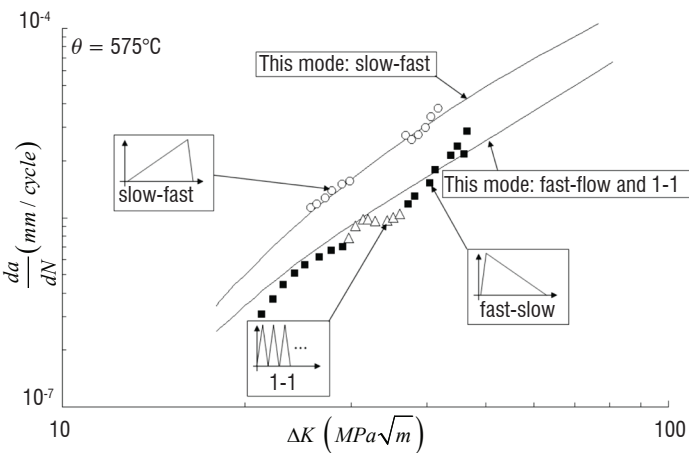 10^-4
θ = 575°C
This mode: slow-fast
slow-fast
This mode: fast-flow and 1-1
da/dN (mm / cycle)
fast-slow
...
1-1
10^-7
10
ΔK (MPa√m)
100